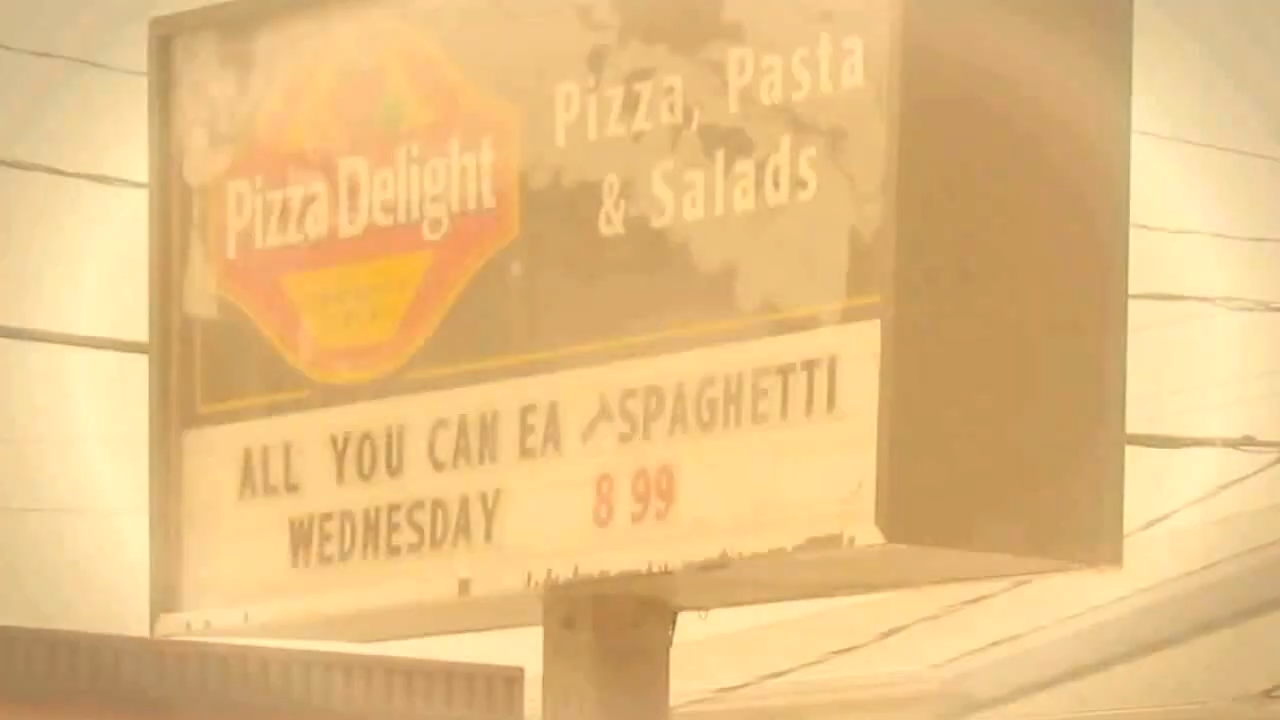 Pizza Delight
Pizza, Pasta
& Salads
ALL YOU CAN EA SPAGHETTI
WEDNESDAY 8 99